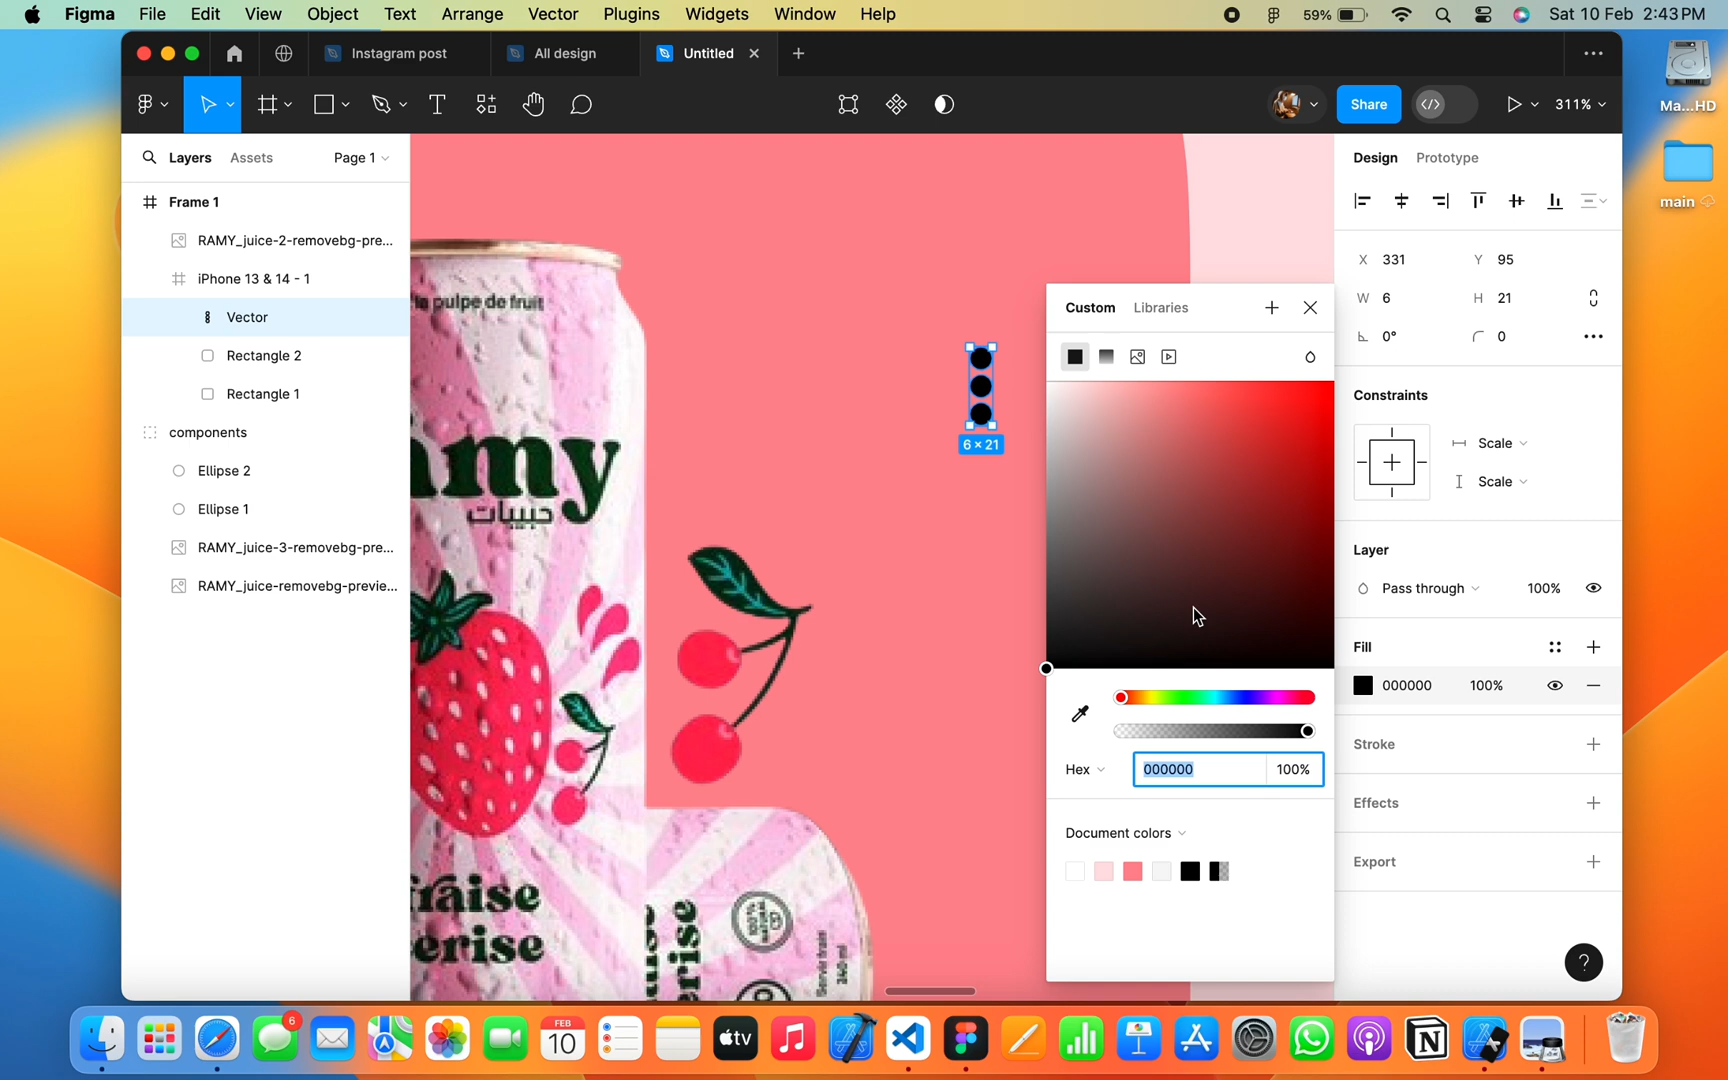 Figma File Edit View Object Text Arrange Vector Plugins Widgets Window Help 59% Sat 10 Feb 2:43 PM
Instagram post All design Untitled
Share 311%
Ma...HD
main
Layers Assets Page 1
Frame 1
RAMY_juice-2-removebg-pre...
iPhone 13 & 14 - 1
Vector
Rectangle 2
Rectangle 1
components
Ellipse 2
Ellipse 1
RAMY_juice-3-removebg-pre...
RAMY_juice-removebg-previe...
pulpe de fruit
amy
حبيبات
fraise
erise
erise
6 × 21
Custom Libraries
Hex 000000 100%
Document colors
Design Prototype
X 331 Y 95
W 6 H 21
0° 0
Constraints
Scale
Scale
Layer
Pass through 100%
Fill
000000 100%
Stroke
Effects
Export
?
6
FEB
10
tv